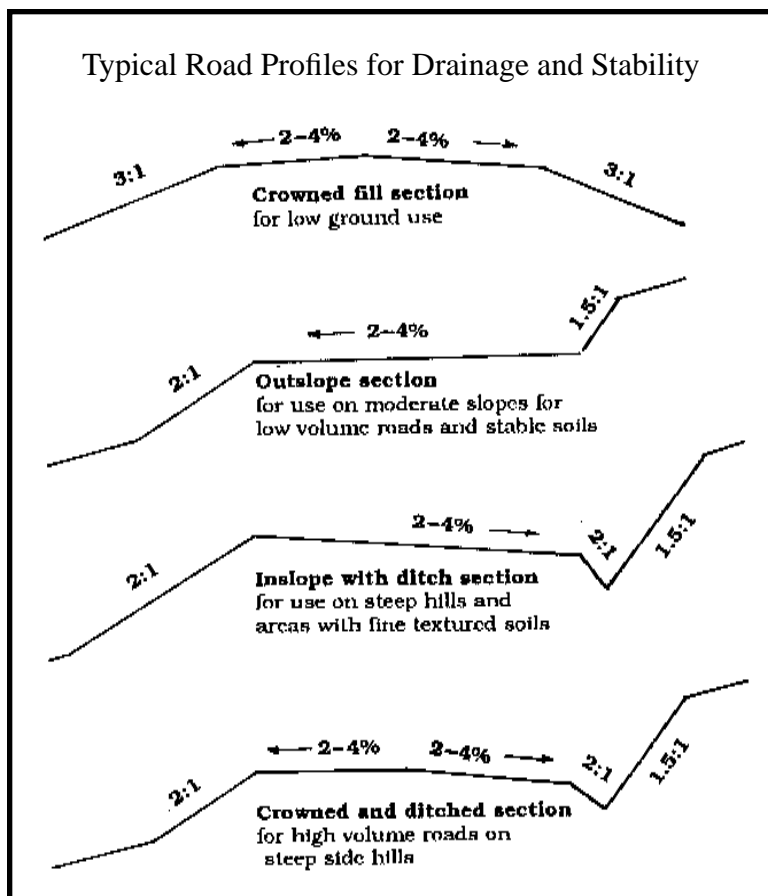 Typical Road Profiles for Drainage and Stability
2-4% 2-4%
3:1
3:1
Crowned fill section
for low ground use
1.5:1
2-4%
2:1
Outslope section
for use on moderate slopes for
low volume roads and stable soils
2-4%
2:1
1.5:1
2:1
Inslope with ditch section
for use on steep hills and
areas with fine textured soils
2-4% 2-4%
2:1
1.5:1
2:1
Crowned and ditched section
for high volume roads on
steep side hills